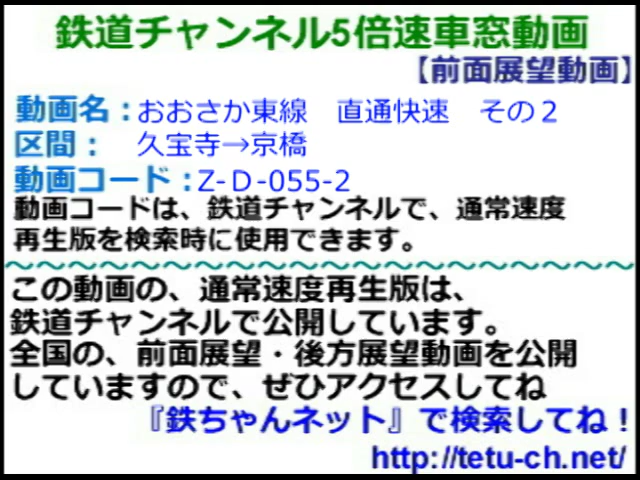 鉄道チャンネル5倍速車窓動画
【前面展望動画】
動画名：おおさか東線　直通快速　その２
区間：　久宝寺→京橋
動画コード：Z-D-055-2
動画コードは、鉄道チャンネルで、通常速度
再生版を検索時に使用できます。
～～～～～～～～～～～～～～～～～～～～～～
この動画の、通常速度再生版は、
鉄道チャンネルで公開しています。
全国の、前面展望・後方展望動画を公開
していますので、ぜひアクセスしてね
『鉄ちゃんネット』で検索してね！
http://tetu-ch.net/